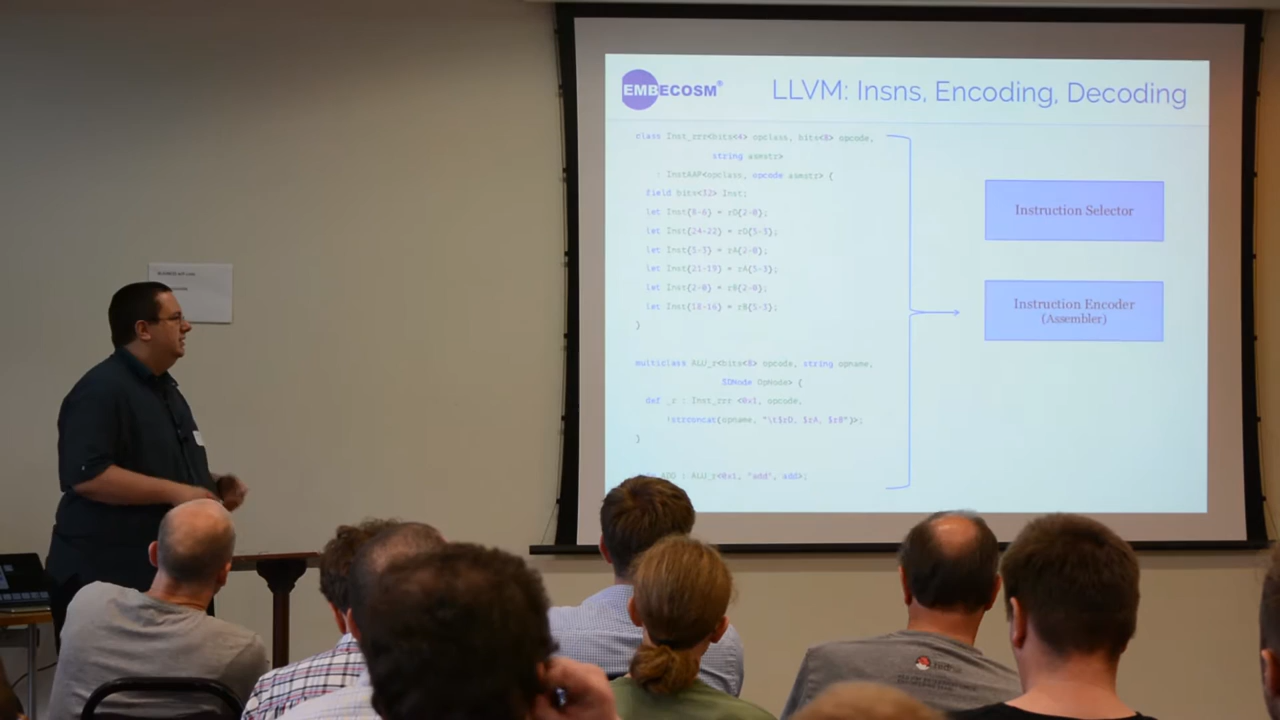 EMBECOSM®
LLVM: Insns, Encoding, Decoding
class Inst_rrr<bits<4> opclass, bits<8> opcode,
string asmstr>
: InstAAP<opclass, opcode asmstr> {
field bits<32> Inst;
let Inst{8-6} = rD{2-0};
let Inst{24-22} = rD{5-3};
let Inst{5-3} = rA{2-0};
let Inst{21-19} = rA{5-3};
let Inst{2-0} = rB{2-0};
let Inst{18-16} = rB{5-3};
}
multiclass ALU_r<bits<8> opcode, string opname,
SDNode OpNode> {
def _r : Inst_rrr <0x1, opcode,
!strconcat(opname, "\t$rD, $rA, $rB")>;
}
ADD : ALU_r<0x1, "add", add>;
Instruction Selector
Instruction Encoder
(Assembler)